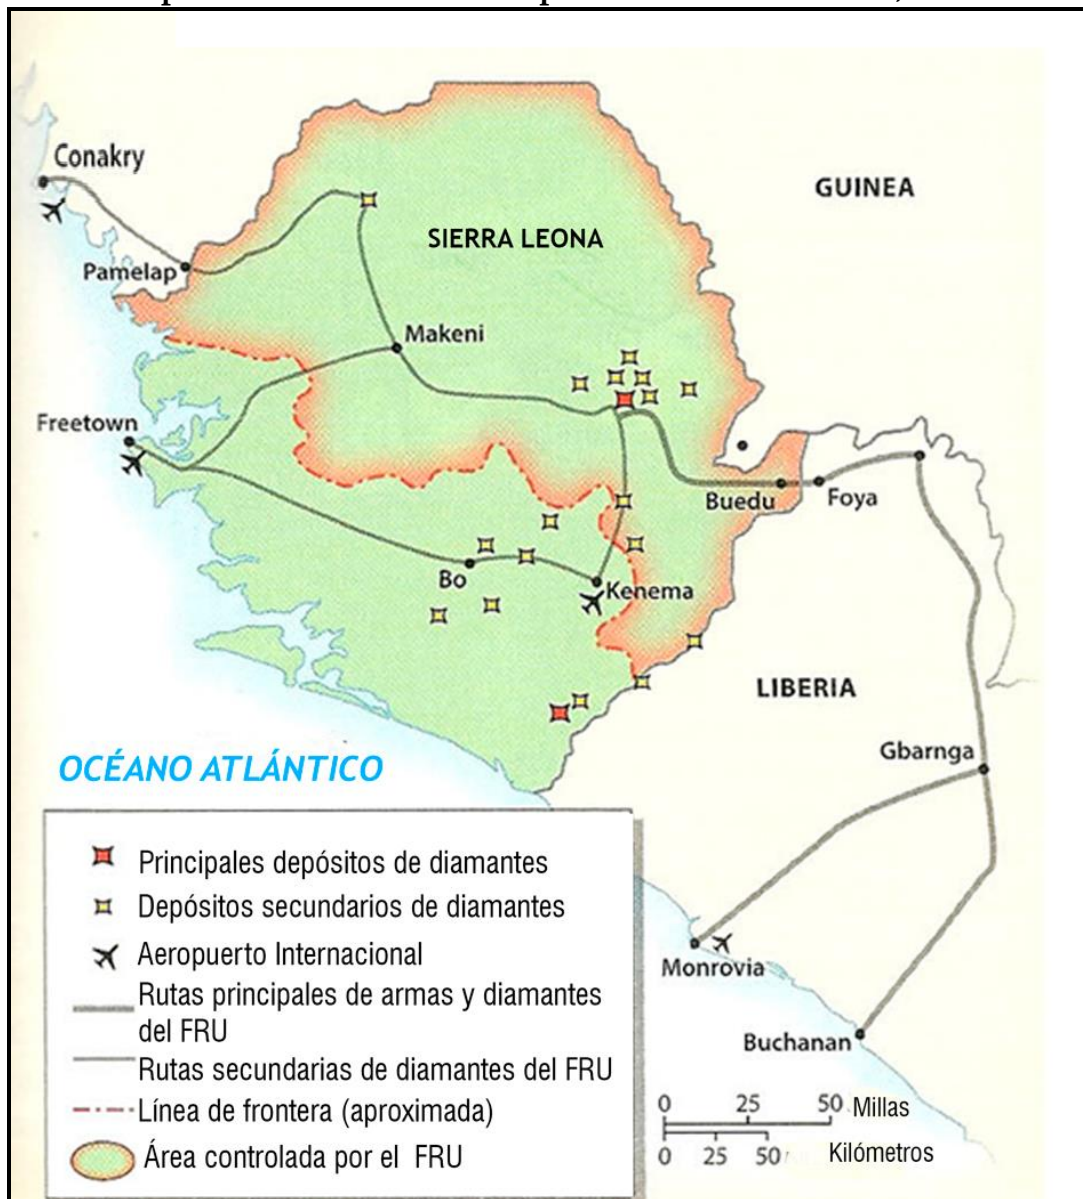 Conakry
GUINEA
SIERRA LEONA
Pamelap
Makeni
Freetown
Buedu
Foya
Bo
Kenema
LIBERIA
Gbarnga
OCÉANO ATLÁNTICO
Principales depósitos de diamantes
Depósitos secundarios de diamantes
Aeropuerto Internacional
Rutas principales de armas y diamantes
del FRU
Rutas secundarias de diamantes del FRU
Línea de frontera (aproximada)
Área controlada por el FRU
Monrovia
Buchanan
0 25 50 Millas
0 25 50 Kilómetros